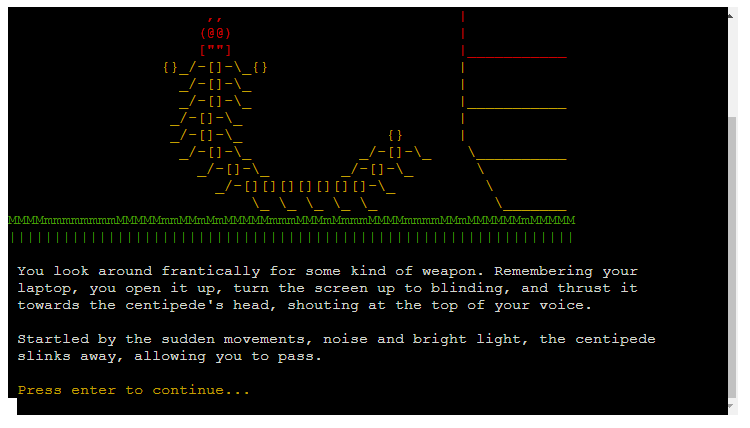 You look around frantically for some kind of weapon. Remembering your
laptop, you open it up, turn the screen up to blinding, and thrust it
towards the centipede's head, shouting at the top of your voice.
Startled by the sudden movements, noise and bright light, the centipede
slinks away, allowing you to pass.
Press enter to continue...